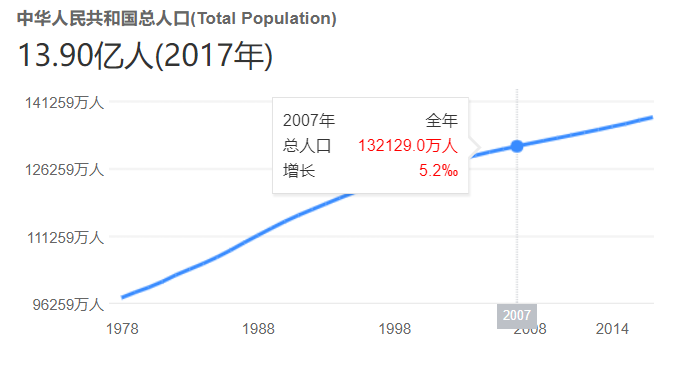 中华人民共和国总人口(Total Population)
13.90亿人(2017年)
141259万人
2007年 全年
总人口 132129.0万人
增长 5.2‰
126259万人
111259万人
96259万人
2007
1978 1988 1998 2008 2014